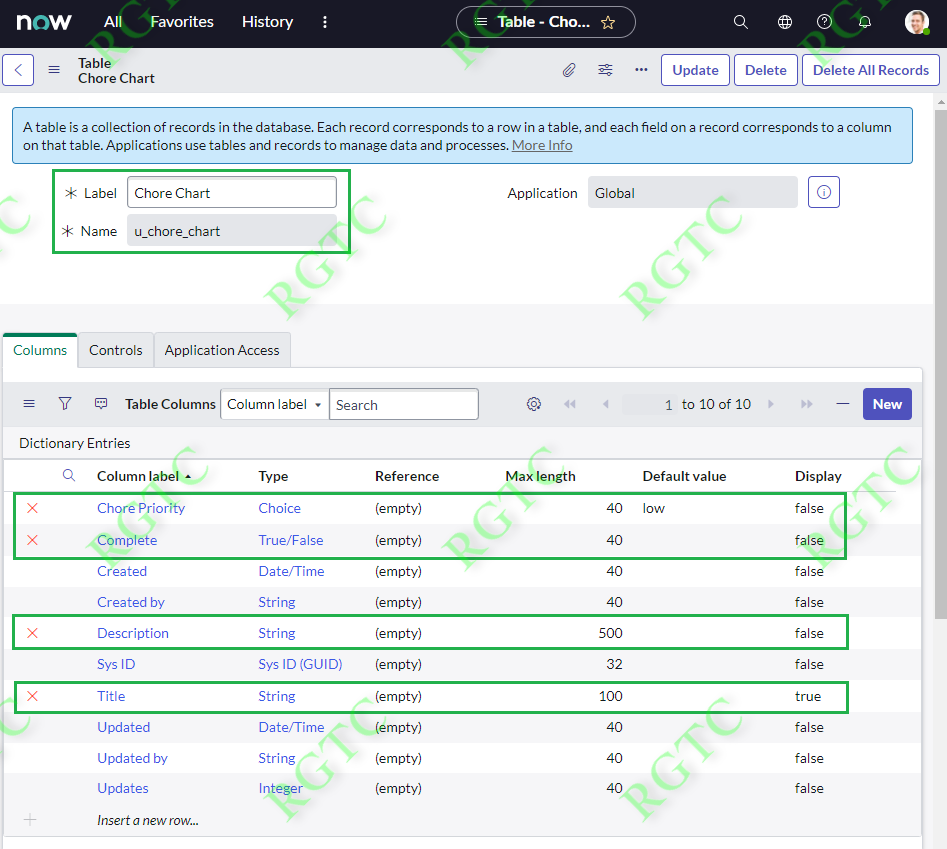 now All Favorites History Table - Cho...
Table
Chore Chart
Update Delete Delete All Records
A table is a collection of records in the database. Each record corresponds to a row in a table, and each field on a record corresponds to a column
on that table. Applications use tables and records to manage data and processes. More Info
Label Chore Chart Application Global
Name u_chore_chart
Columns Controls Application Access
Table Columns Column label Search 1 to 10 of 10 New
Dictionary Entries
Column label Type Reference Max length Default value Display
Chore Priority Choice (empty) 40 low false
Complete True/False (empty) 40 false
Created Date/Time (empty) 40 false
Created by String (empty) 40 false
Description String (empty) 500 false
Sys ID Sys ID (GUID) (empty) 32 false
Title String (empty) 100 true
Updated Date/Time (empty) 40 false
Updated by String (empty) 40 false
Updates Integer (empty) 40 false
Insert a new row...
RGTC
RGTC
RGTC
RGTC
RGTC
RGTC
RGTC
RGTC
RGTC